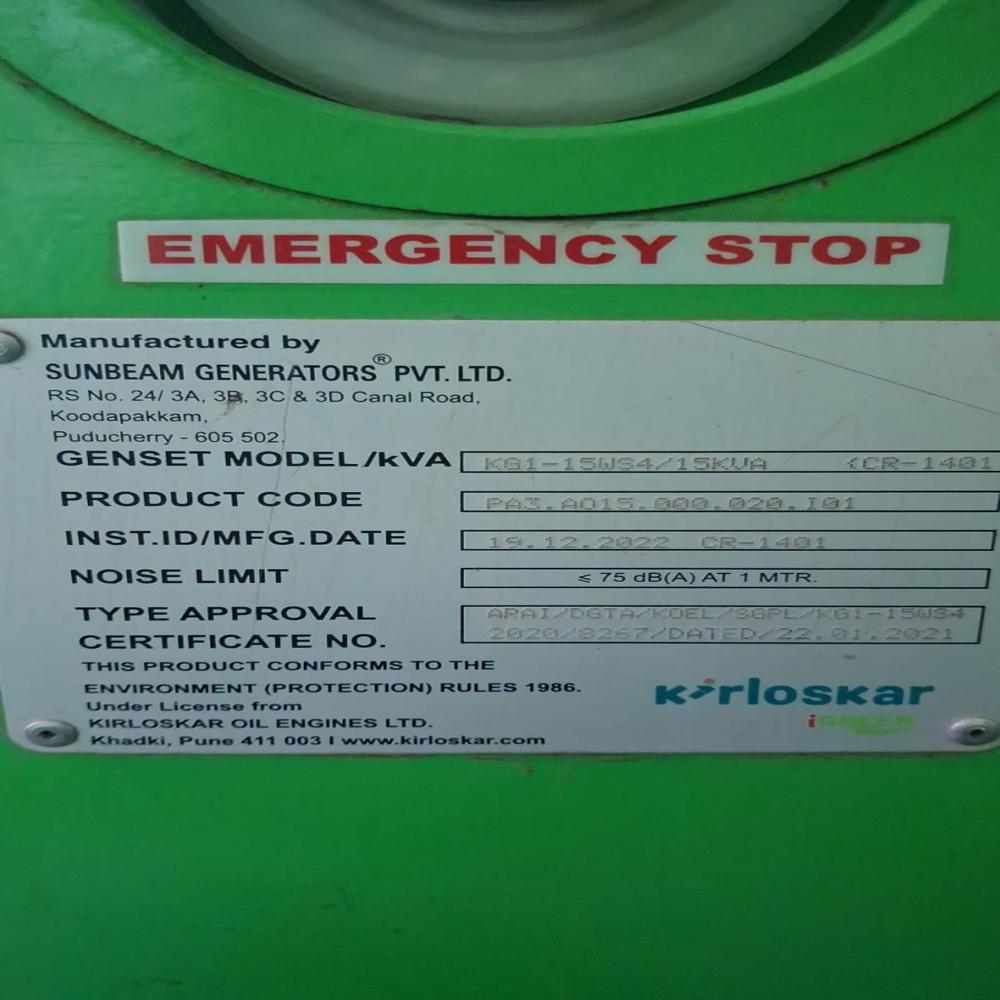 EMERGENCY STOP
Manufactured by
SUNBEAM GENERATORS® PVT. LTD.
RS No. 24/ 3A, 3B, 3C & 3D Canal Road,
Koodapakkam,
Puducherry - 605 502.
GENSET MODEL/kVA KG1-15WS4/15KVA (CR-1401
PRODUCT CODE PA3.A015.000.020.I01
INST.ID/MFG.DATE 19.12.2022 CR-1401
NOISE LIMIT ≤ 75 dB(A) AT 1 MTR.
TYPE APPROVAL ARAI/DGTA/KOEL/SGPL/KG1-15WS4
CERTIFICATE NO. 2020/8267/DATED/22.01.2021
THIS PRODUCT CONFORMS TO THE
ENVIRONMENT (PROTECTION) RULES 1986.
Under License from
KIRLOSKAR OIL ENGINES LTD.
Khadki, Pune 411 003 I www.kirloskar.com
kirloskar
iGREEN